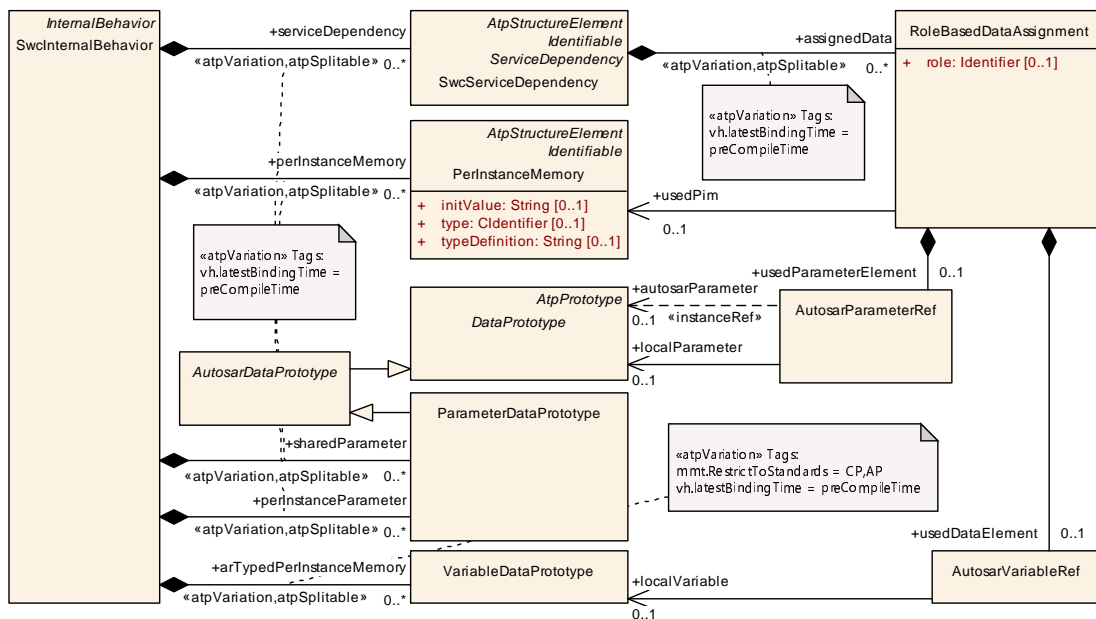 InternalBehavior
SwcInternalBehavior
+serviceDependency
«atpVariation,atpSplitable» 0..*
AtpStructureElement
Identifiable
ServiceDependency
SwcServiceDependency
+assignedData
«atpVariation,atpSplitable» 0..*
RoleBasedDataAssignment
+ role: Identifier [0..1]
«atpVariation» Tags:
vh.latestBindingTime =
preCompileTime
+perInstanceMemory
«atpVariation,atpSplitable» 0..*
AtpStructureElement
Identifiable
PerInstanceMemory
+ initValue: String [0..1]
+ type: CIdentifier [0..1]
+ typeDefinition: String [0..1]
+usedPim
0..1
«atpVariation» Tags:
vh.latestBindingTime =
preCompileTime
+usedParameterElement 0..1
AtpPrototype
DataPrototype
+autosarParameter
0..1 «instanceRef»
+localParameter
0..1
AutosarParameterRef
AutosarDataPrototype
ParameterDataPrototype
+sharedParameter
«atpVariation,atpSplitable» 0..*
+perInstanceParameter
«atpVariation,atpSplitable» 0..*
«atpVariation» Tags:
mmt.RestrictToStandards = CP,AP
vh.latestBindingTime = preCompileTime
+usedDataElement 0..1
+arTypedPerInstanceMemory
«atpVariation,atpSplitable» 0..*
VariableDataPrototype
+localVariable
0..1
AutosarVariableRef